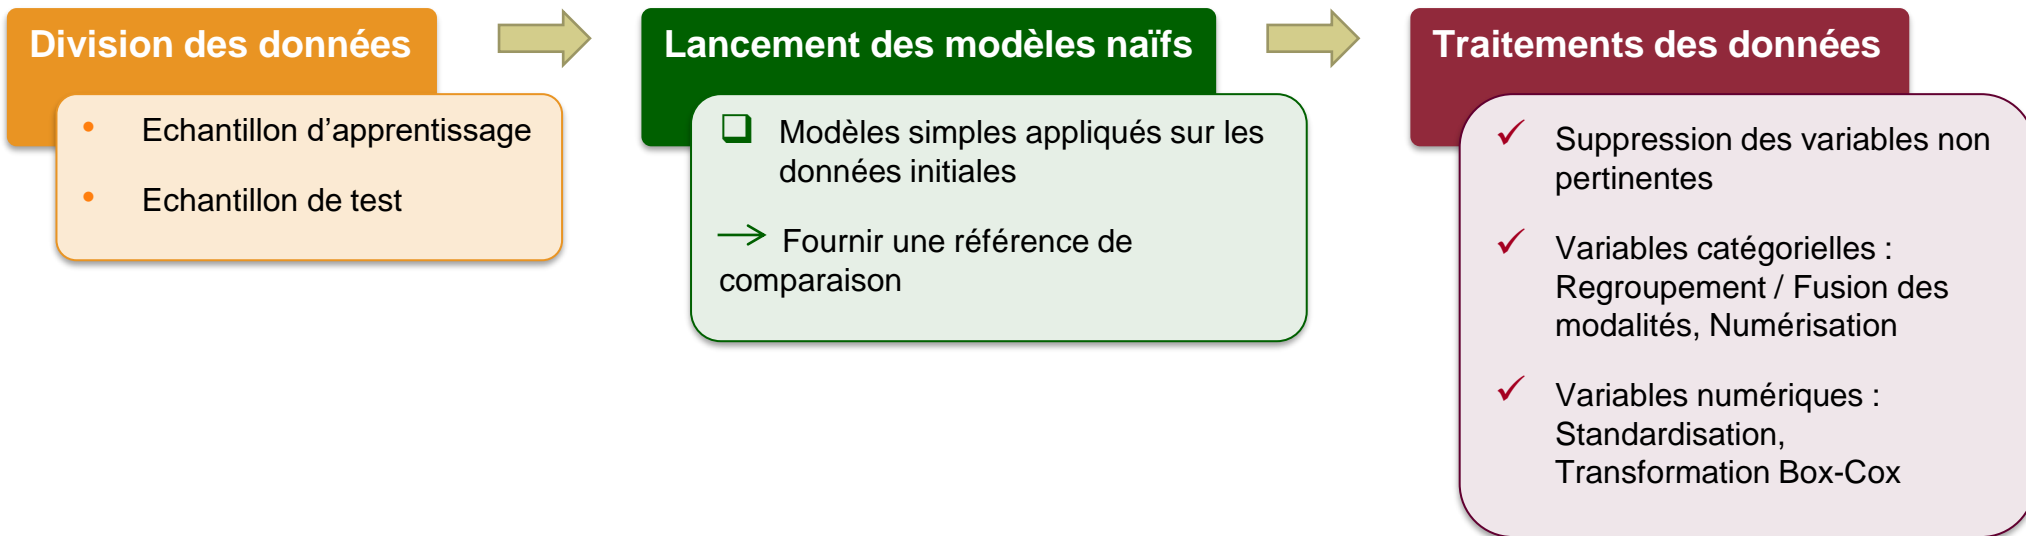 Division des données
Echantillon d’apprentissage
Echantillon de test
Lancement des modèles naïfs
Modèles simples appliqués sur les
données initiales
Fournir une référence de
comparaison
Traitements des données
Suppression des variables non
pertinentes
Variables catégorielles :
Regroupement / Fusion des
modalités, Numérisation
Variables numériques :
Standardisation,
Transformation Box-Cox